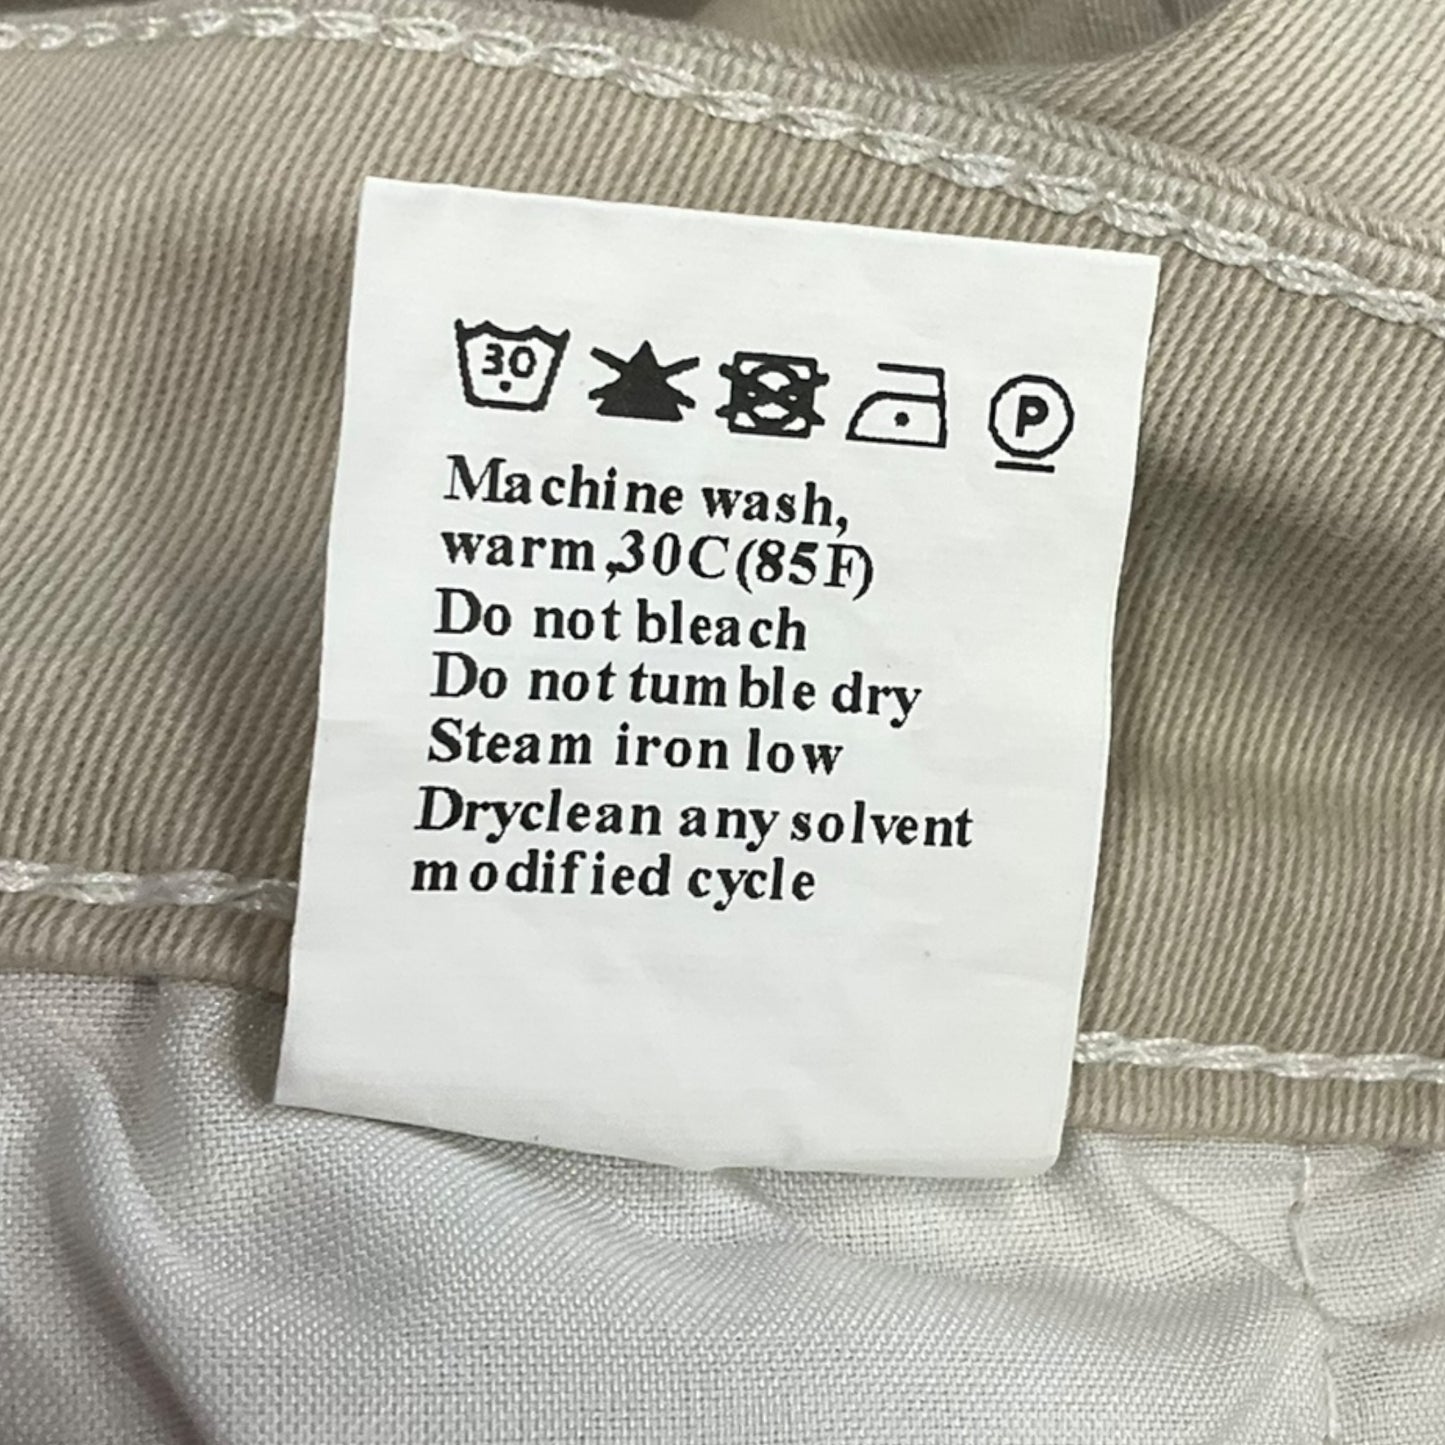 30 P
Machine wash,
warm,30C(85F)
Do not bleach
Do not tumble dry
Steam iron low
Dryclean any solvent
modified cycle